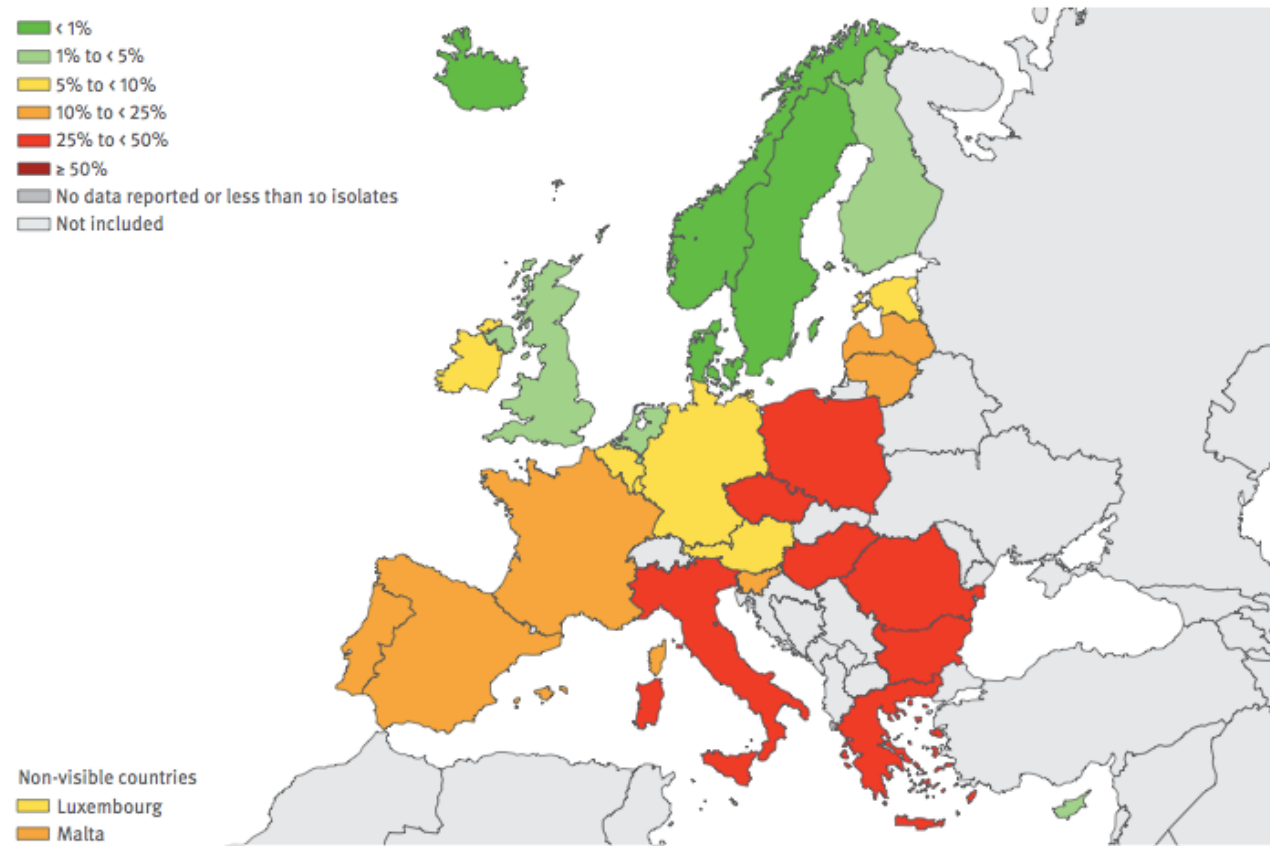 < 1%
1% to < 5%
5% to < 10%
10% to < 25%
25% to < 50%
≥ 50%
No data reported or less than 10 isolates
Not included
Non-visible countries
Luxembourg
Malta